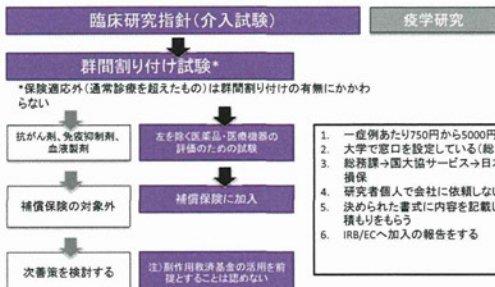 臨床研究指針(介入試験)
疫学研究
群間割り付け試験*
*保険適応外(通常診療を超えたもの)は群間割り付けの有無にかかわ
らない
抗がん剤、免疫抑制剤、
血液製剤
左を除く医薬品・医療機器の
評価のための試験
補償保険の対象外
補償保険に加入
次善策を検討する
注)副作用救済基金の活用を前
提とすることは認めない
1. 一症例あたり750円から5000円
2. 大学で窓口を設定している(総
3. 総務課→国大協サービス→日
損保
4. 研究者個人で会社に依頼しない
5. 決められた書式に内容を記載し
積もりをもらう
6. IRB/ECへ加入の報告をする